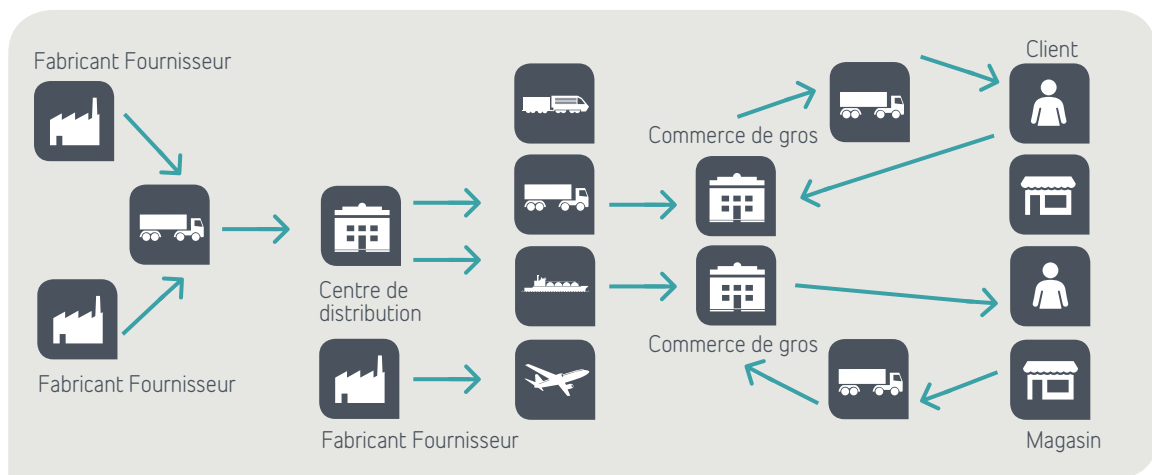 Fabricant Fournisseur
Client
Commerce de gros
Centre de
distribution
Commerce de gros
Fabricant Fournisseur
Fabricant Fournisseur
Magasin